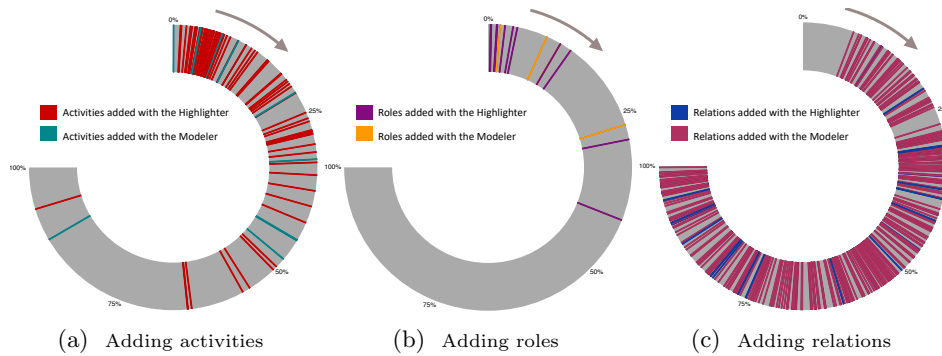 0%
25%
50%
75%
100%
Activities added with the Highlighter
Activities added with the Modeler
(a) Adding activities
0%
25%
50%
75%
100%
Roles added with the Highlighter
Roles added with the Modeler
(b) Adding roles
0%
2
50%
75%
100%
Relations added with the Highlighter
Relations added with the Modeler
(c) Adding relations